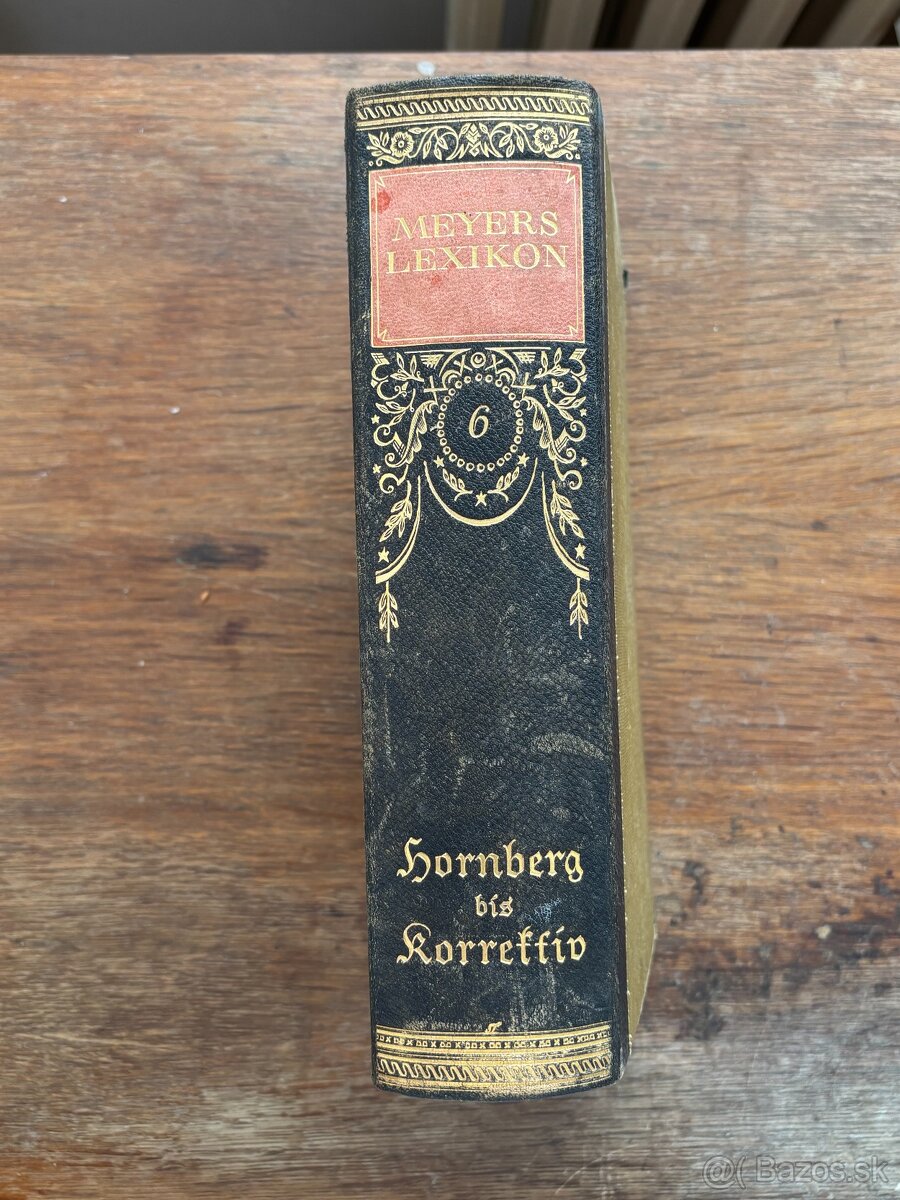 MEYERS
LEXIKON
6
Hornberg
bis
Korrektiv
@( Bazos.sk